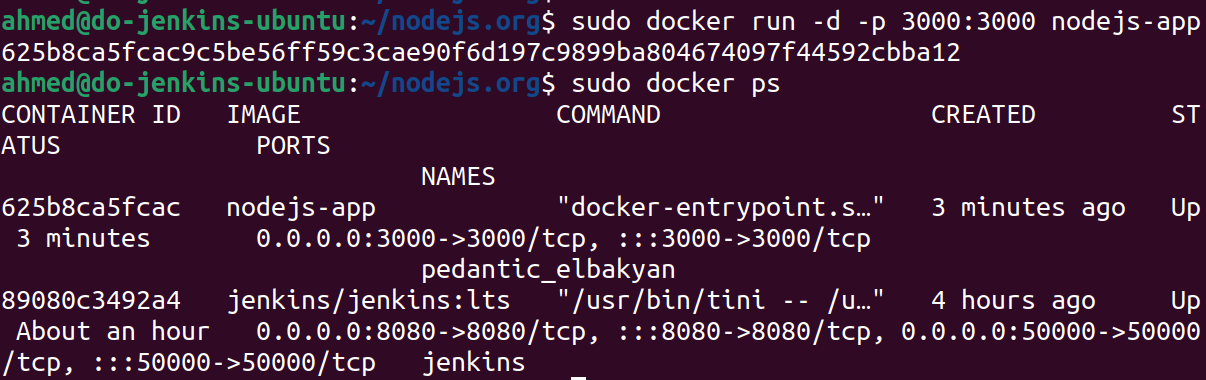 ahmed@do-jenkins-ubuntu:~/nodejs.org$ sudo docker run -d -p 3000:3000 nodejs-app
625b8ca5fcac9c5be56ff59c3cae90f6d197c9899ba804674097f44592cbba12
ahmed@do-jenkins-ubuntu:~/nodejs.org$ sudo docker ps
CONTAINER ID   IMAGE                 COMMAND                  CREATED         ST
ATUS             PORTS
                            NAMES
625b8ca5fcac   nodejs-app            "docker-entrypoint.s…"   3 minutes ago   Up
 3 minutes       0.0.0.0:3000->3000/tcp, :::3000->3000/tcp
                            pedantic_elbakyan
89080c3492a4   jenkins/jenkins:lts   "/usr/bin/tini -- /u…"   4 hours ago     Up
 About an hour   0.0.0.0:8080->8080/tcp, :::8080->8080/tcp, 0.0.0.0:50000->50000
/tcp, :::50000->50000/tcp   jenkins